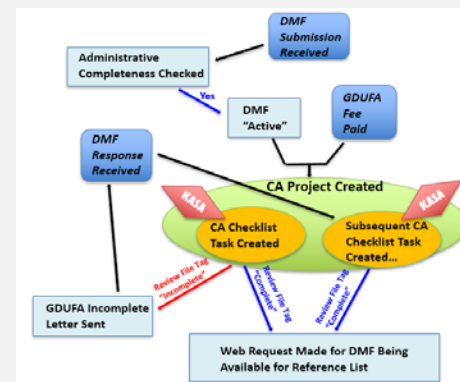 DMF
Submission
Received
Administrative
Completeness Checked
Yes
DMF
"Active"
GDUFA
Fee
Paid
DMF
Response
Received
CA Project Created
KASA
KASA
CA Checklist
Task Created
Subsequent CA
Checklist Task
Created...
Review File Tag
"Incomplete"
Review File Tag
"Complete"
Review File Tag
"Complete"
GDUFA Incomplete
Letter Sent
Web Request Made for DMF Being
Available for Reference List